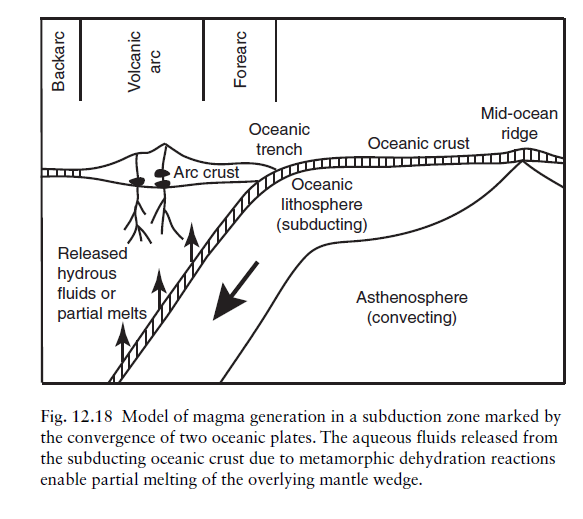 Backarc
Volcanic
arc
Forearc
Mid-ocean
ridge
Oceanic
trench
Oceanic crust
Arc crust
Oceanic
lithosphere
(subducting)
Released
hydrous
fluids or
partial melts
Asthenosphere
(convecting)
Fig. 12.18 Model of magma generation in a subduction zone marked by
the convergence of two oceanic plates. The aqueous fluids released from
the subducting oceanic crust due to metamorphic dehydration reactions
enable partial melting of the overlying mantle wedge.